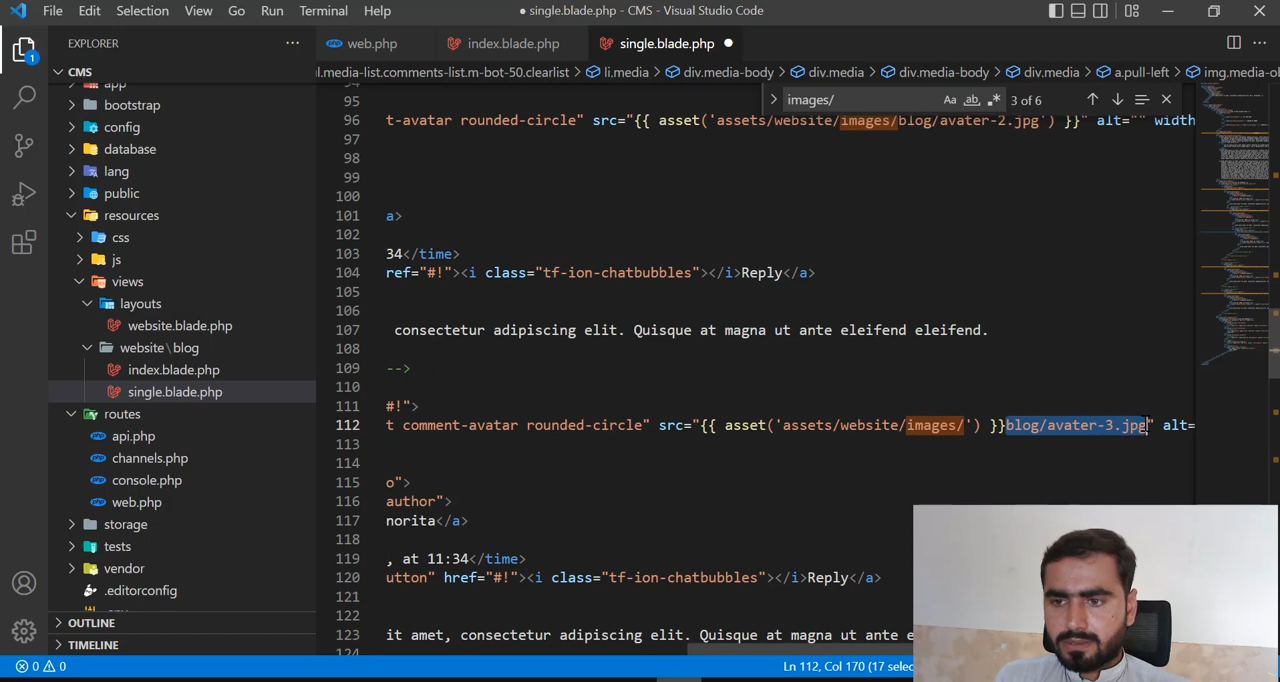 File Edit Selection View Go Run Terminal Help
● single.blade.php - CMS - Visual Studio Code
EXPLORER
web.php index.blade.php single.blade.php
CMS
ul.media-list.comments-list.m-bot-50.clearlist > li.media > div.media-body > div.media > div.media-body > div.media > a.pull-left >
images/ Aa ab 3 of 6
1
app
bootstrap
config
database
lang
public
resources
css
js
views
layouts
website.blade.php
website\blog
index.blade.php
single.blade.php
routes
api.php
channels.php
console.php
web.php
storage
tests
vendor
.editorconfig
OUTLINE
TIMELINE
95
96 t-avatar rounded-circle" src="{{ asset('assets/website/images/blog/avater-2.jpg') }}" alt="" width
97
98
99
100
101 a>
102
103 34</time>
104 ref="#!"><i class="tf-ion-chatbubbles"></i>Reply</a>
105
106
107 consectetur adipiscing elit. Quisque at magna ut ante eleifend eleifend.
108
109 -->
110
111 #!">
112 t comment-avatar rounded-circle" src="{{ asset('assets/website/images/') }}blog/avater-3.jpg" alt=
113
114
115 o">
116 author">
117 norita</a>
118
119 , at 11:34</time>
120 utton" href="#!"><i class="tf-ion-chatbubbles"></i>Reply</a>
121
122
123 it amet, consectetur adipiscing elit. Quisque at magna ut ante
124
0 0
Ln 112, Col 170 (17 selec